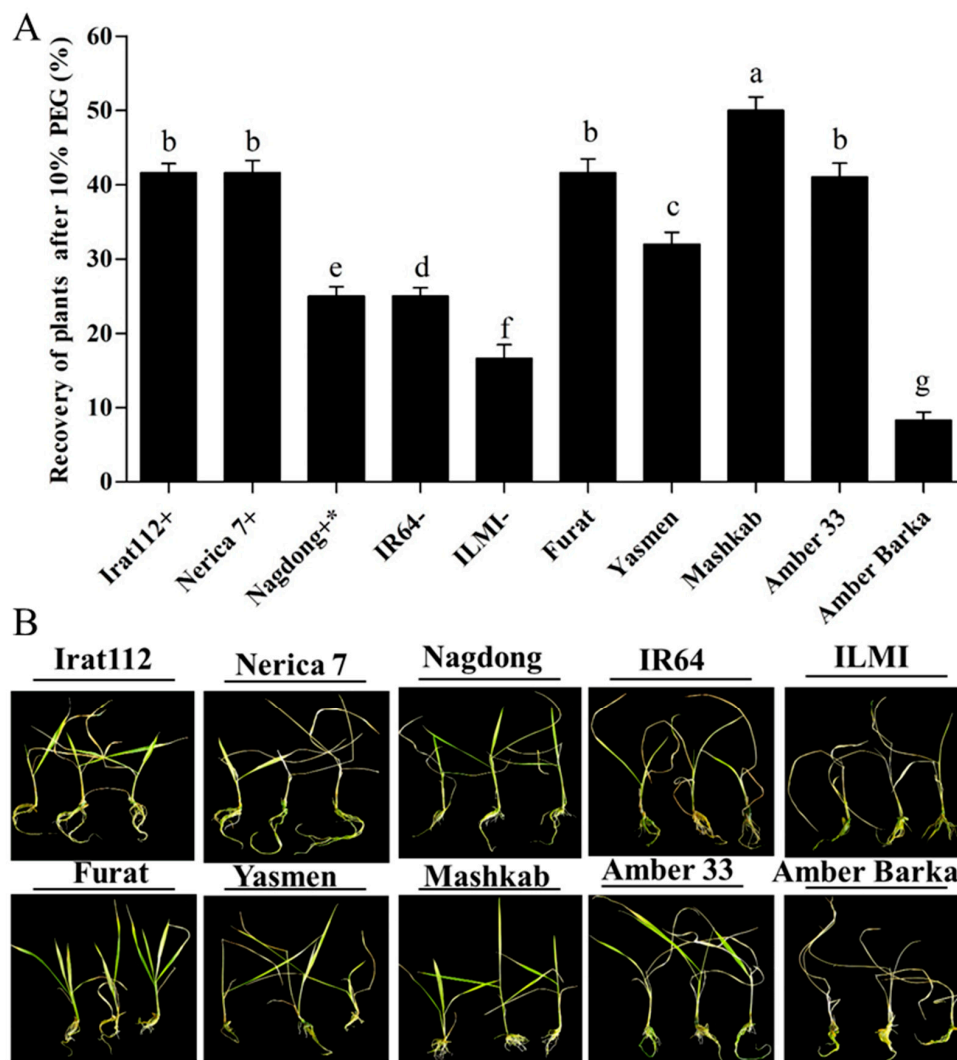 A
Recovery of plants after 10% PEG (%)
60
50
40
30
20
10
0
b
b
e
d
f
b
c
a
b
g
Irat112+
Nerica 7+
Nagdong+*
IR64-
ILMI-
Furat
Yasmen
Mashkab
Amber 33
Amber Barka
B
Irat112
Nerica 7
Nagdong
IR64
ILMI
Furat
Yasmen
Mashkab
Amber 33
Amber Barka